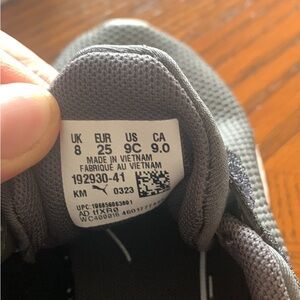 UK EUR US CA
8 25 9C 9.0
MADE IN VIETNAM
FABRIQUÉ AU VIETNAM
192930-41
KM 0323
UPC: